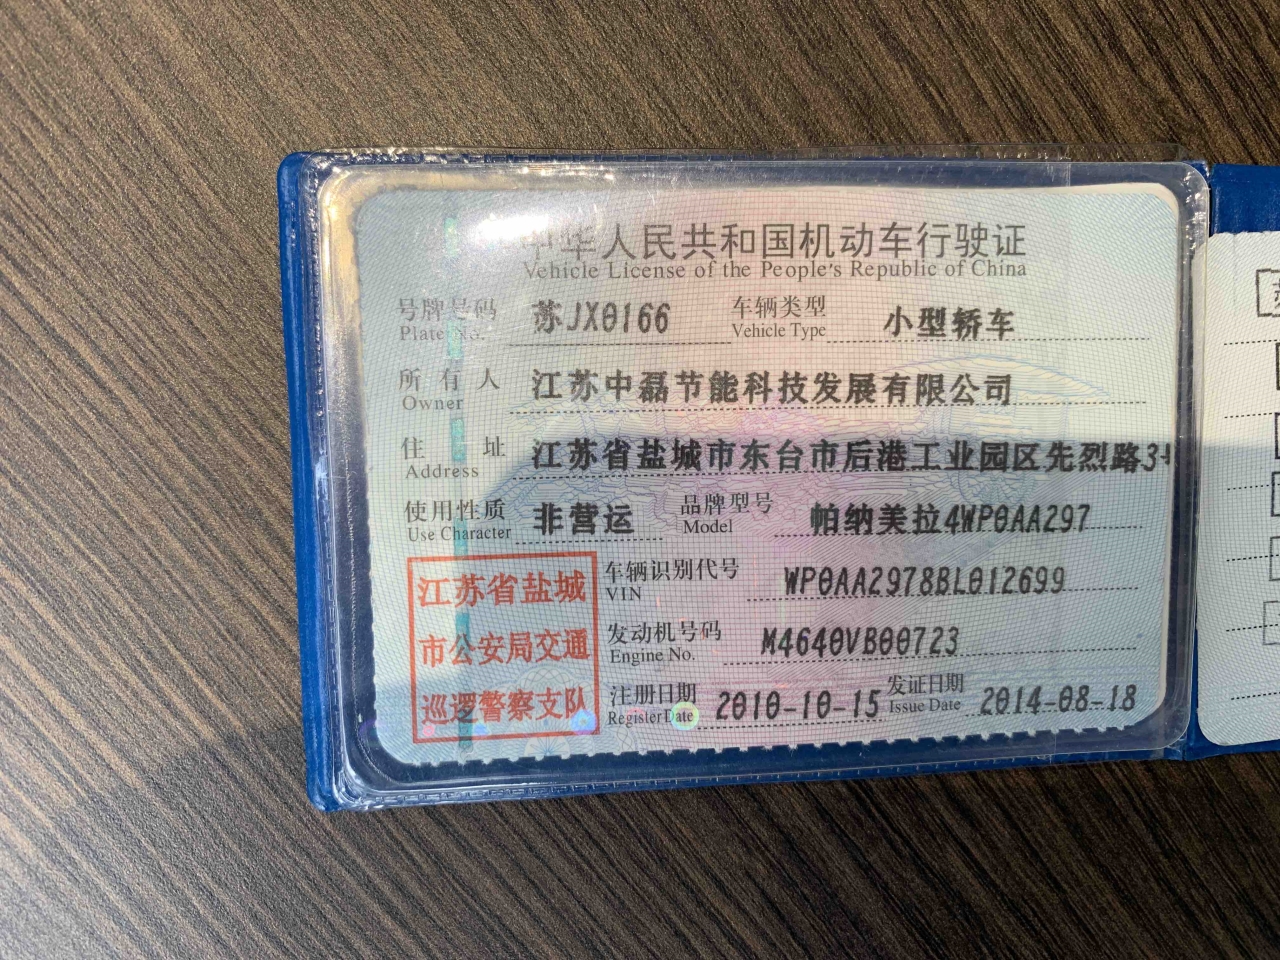 中华人民共和国机动车行驶证
Vehicle License of the People's Republic of China
号牌号码 苏JX0166 车辆类型 小型轿车
Plate No. Vehicle Type
所有人 江苏中磊节能科技发展有限公司
Owner
住址 江苏省盐城市东台市后港工业园区先烈路3
Address
使用性质 非营运 品牌型号 帕纳美拉4WP0AA297
Use Character Model
江苏省盐城
市公安局交通
巡逻警察支队
车辆识别代号 WP0AA2978BL012699
VIN
发动机号码 M4640VB00723
Engine No.
注册日期 2010-10-15 发证日期 2014-08-18
Register Date Issue Date